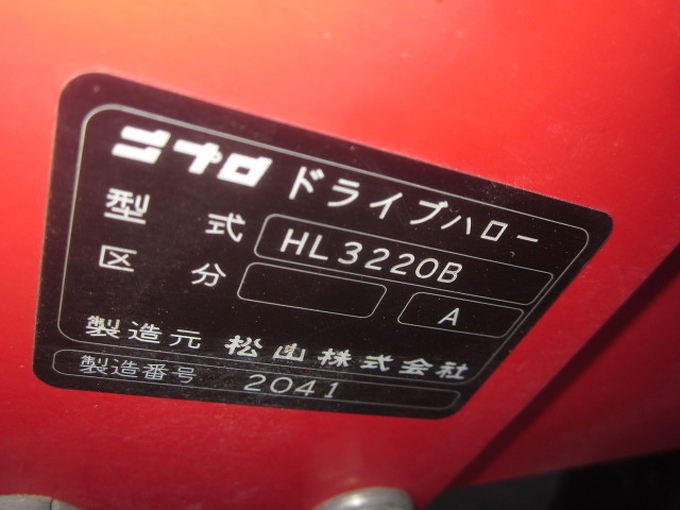 ニプロ ドライブハロー
型式 HL3220B
区分 A
製造元 松山株式会社
製造番号 2041